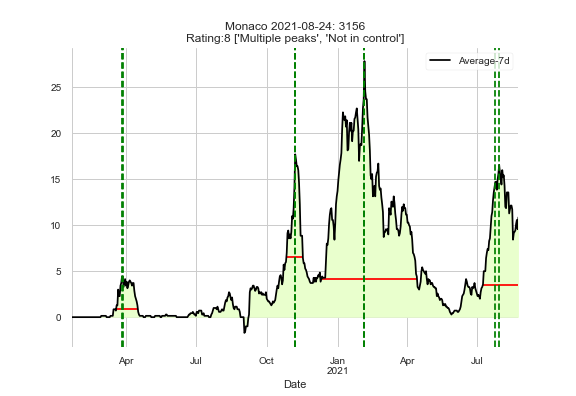 Monaco 2021-08-24: 3156
Rating:8 ['Multiple peaks', 'Not in control']
Average-7d
25
20
15
10
5
0
Apr
Jul
Oct
Jan
2021
Apr
Jul
Date